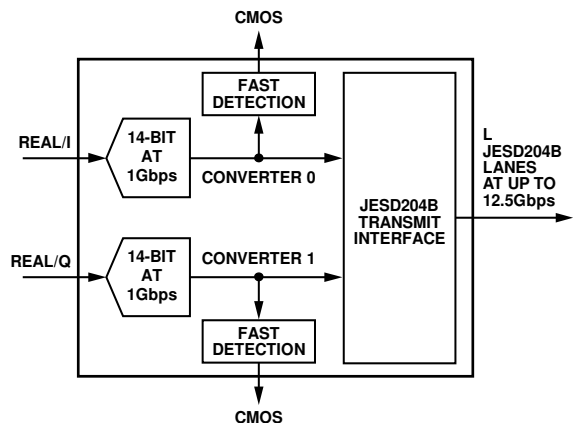 CMOS
FAST
DETECTION
REAL/I
14-BIT
AT
1Gbps
CONVERTER 0
JESD204B
TRANSMIT
INTERFACE
L
JESD204B
LANES
AT UP TO
12.5Gbps
REAL/Q
14-BIT
AT
1Gbps
CONVERTER 1
FAST
DETECTION
CMOS